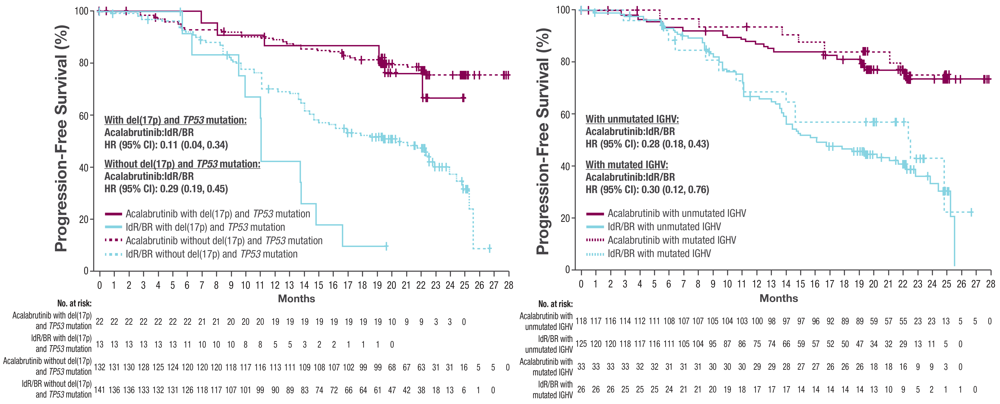 Progression-Free Survival (%)
100
80
60
40
20
0
With del(17p) and TP53 mutation:
Acalabrutinib:IdR/BR
HR (95% CI): 0.11 (0.04, 0.34)
Without del(17p) and TP53 mutation:
Acalabrutinib:IdR/BR
HR (95% CI): 0.29 (0.19, 0.45)
Acalabrutinib with del(17p) and TP53 mutation
IdR/BR with del(17p) and TP53 mutation
Acalabrutinib without del(17p) and TP53 mutation
IdR/BR without del(17p) and TP53 mutation
0 1 2 3 4 5 6 7 8 9 10 11 12 13 14 15 16 17 18 19 20 21 22 23 24 25 26 27 28
Months
No. at risk:
Acalabrutinib with del(17p)
and TP53 mutation
22 22 22 22 22 22 22 21 21 20 20 20 19 19 19 19 19 19 19 19 10 9 9 3 3 0
IdR/BR with del(17p)
and TP53 mutation
13 13 13 13 13 13 11 10 10 10 8 8 5 5 3 2 2 1 1 1 0
Acalabrutinib without del(17p)
and TP53 mutation
132 131 130 128 125 124 120 120 120 118 117 116 113 111 109 108 107 102 99 99 68 67 63 31 31 16 5 5 0
IdR/BR without del(17p)
and TP53 mutation
141 136 136 133 132 131 126 118 117 107 101 99 90 89 83 74 72 66 64 61 47 42 38 18 13 6 1 0
Progression-Free Survival (%)
100
80
60
40
20
0
With unmutated IGHV:
Acalabrutinib:IdR/BR
HR (95% CI): 0.28 (0.18, 0.43)
With mutated IGHV:
Acalabrutinib:IdR/BR
HR (95% CI): 0.30 (0.12, 0.76)
Acalabrutinib with unmutated IGHV
IdR/BR with unmutated IGHV
Acalabrutinib with mutated IGHV
IdR/BR with mutated IGHV
0 1 2 3 4 5 6 7 8 9 10 11 12 13 14 15 16 17 18 19 20 21 22 23 24 25 26 27 28
Months
No. at risk:
Acalabrutinib with
unmutated IGHV
118 117 116 114 112 111 108 107 107 105 104 103 100 98 97 97 96 92 89 89 59 57 55 23 23 13 5 5 0
IdR/BR with
unmutated IGHV
125 120 120 118 117 116 111 105 104 95 87 86 75 74 66 59 57 52 50 47 34 32 29 13 11 5 0
Acalabrutinib with
mutated IGHV
33 33 33 33 32 32 31 31 31 30 30 30 29 29 28 27 27 26 26 26 18 18 16 9 9 3 0
IdR/BR with
mutated IGHV
26 26 26 25 25 25 24 21 21 20 19 18 17 17 17 14 14 14 14 14 13 10 9 5 2 1 1 0